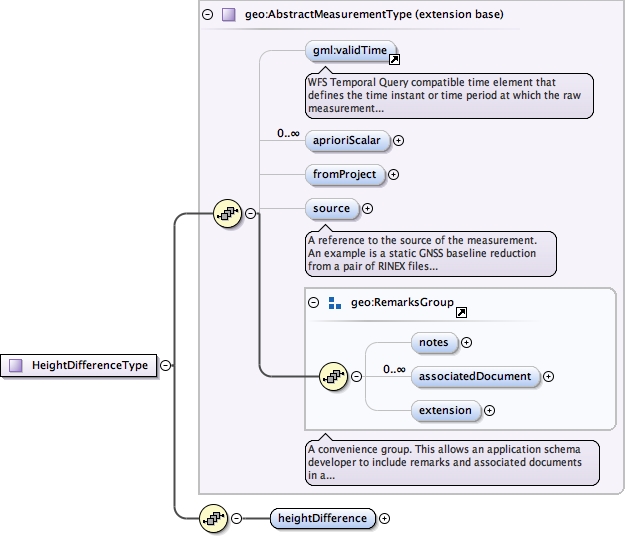 geo:AbstractMeasurementType (extension base)
gml:validTime
WFS Temporal Query compatible time element that
defines the time instant or time period at which the raw
measurement...
0..∞
aprioriScalar
fromProject
source
A reference to the source of the measurement.
An example is a static GNSS baseline reduction
from a pair of RINEX files...
geo:RemarksGroup
notes
0..∞
associatedDocument
extension
A convenience group. This allows an application schema
developer to include remarks and associated documents
in a...
HeightDifferenceType
heightDifference